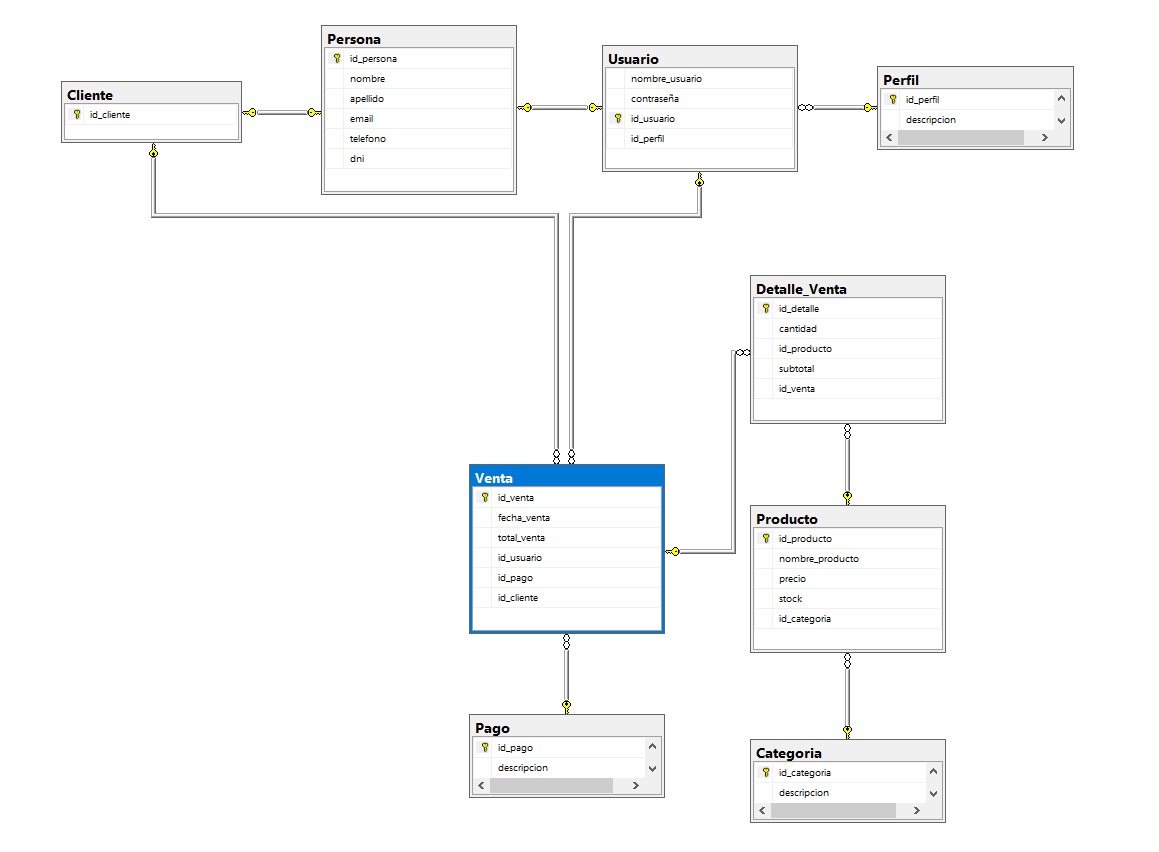 Persona
id_persona
nombre
apellido
email
telefono
dni
Usuario
nombre_usuario
contraseña
id_usuario
id_perfil
Perfil
id_perfil
descripcion
Cliente
id_cliente
Detalle_Venta
id_detalle
cantidad
id_producto
subtotal
id_venta
Venta
id_venta
fecha_venta
total_venta
id_usuario
id_pago
id_cliente
Producto
id_producto
nombre_producto
precio
stock
id_categoria
Pago
id_pago
descripcion
Categoria
id_categoria
descripcion